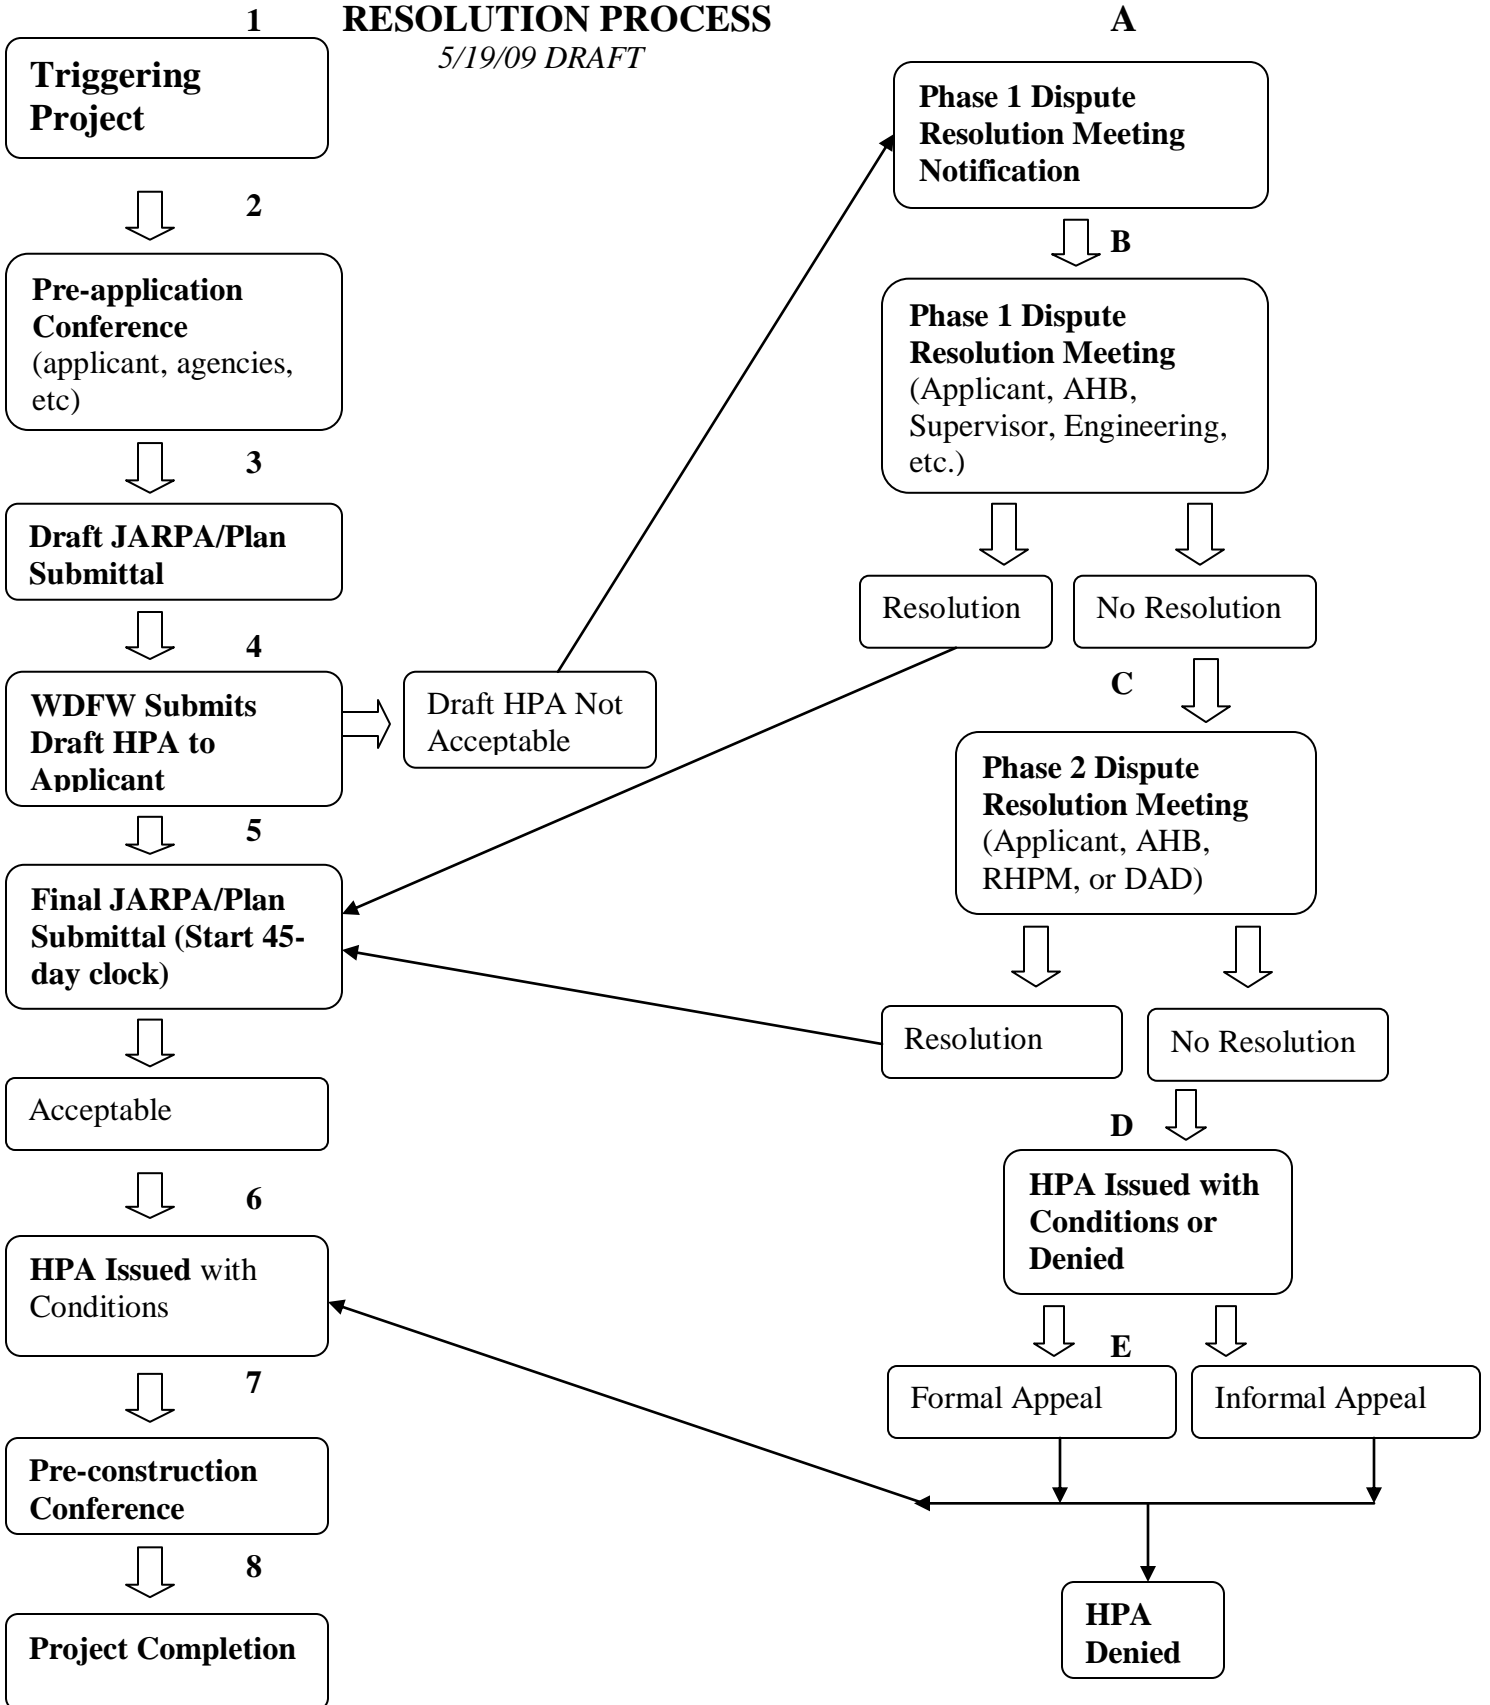 1
RESOLUTION PROCESS
5/19/09 DRAFT
Triggering
Project
2
Pre-application
Conference
(applicant, agencies,
etc)
3
Draft JARPA/Plan
Submittal
4
WDFW Submits
Draft HPA to
Applicant
Draft HPA Not
Acceptable
5
Final JARPA/Plan
Submittal (Start 45-
day clock)
Acceptable
6
HPA Issued with
Conditions
7
Pre-construction
Conference
8
Project Completion
A
Phase 1 Dispute
Resolution Meeting
Notification
B
Phase 1 Dispute
Resolution Meeting
(Applicant, AHB,
Supervisor, Engineering,
etc.)
Resolution
No Resolution
C
Phase 2 Dispute
Resolution Meeting
(Applicant, AHB,
RHPM, or DAD)
Resolution
No Resolution
D
HPA Issued with
Conditions or
Denied
E
Formal Appeal
Informal Appeal
HPA
Denied